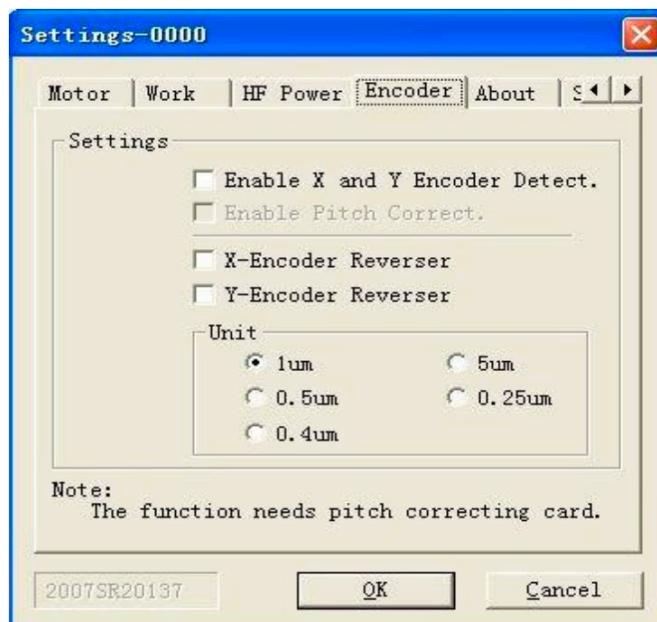 Settings-0000
Motor Work HF Power Encoder About
Settings
Enable X and Y Encoder Detect.
Enable Pitch Correct.
X-Encoder Reverser
Y-Encoder Reverser
Unit
1um 5um
0.5um 0.25um
0.4um
Note:
The function needs pitch correcting card.
2007SR20137 OK Cancel